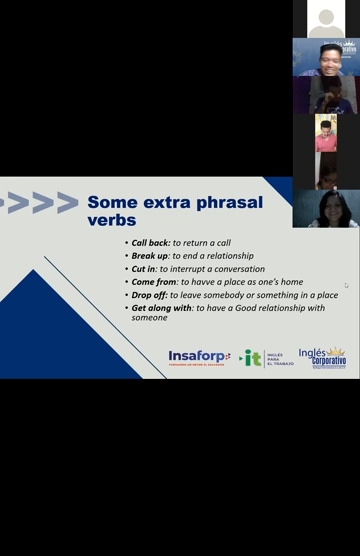 Some extra phrasal
verbs
• Call back: to return a call
• Break up: to end a relationship
• Cut in: to interrupt a conversation
• Come from: to havve a place as one's home
• Drop off: to leave somebody or something in a place
• Get along with: to have a Good relationship with
someone
Insaforp
it
INGLÉS
PARA
EL TRABAJO
Inglés
Corporativo